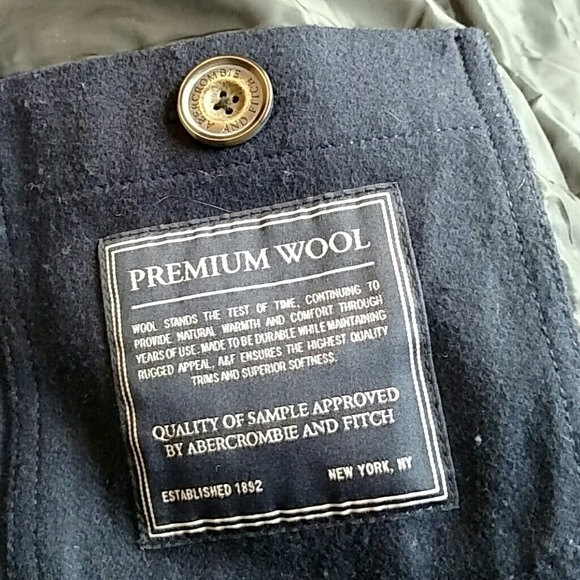 ABERCROMBIE AND FITCH
PREMIUM WOOL
WOOL STANDS THE TEST OF TIME, CONTINUING TO
PROVIDE NATURAL WARMTH AND COMFORT THROUGH
YEARS OF USE. MADE TO BE DURABLE WHILE MAINTAINING
RUGGED APPEAL, A&F ENSURES THE HIGHEST QUALITY
TRIMS AND SUPERIOR SOFTNESS.
QUALITY OF SAMPLE APPROVED
BY ABERCROMBIE AND FITCH
ESTABLISHED 1892
NEW YORK, NY